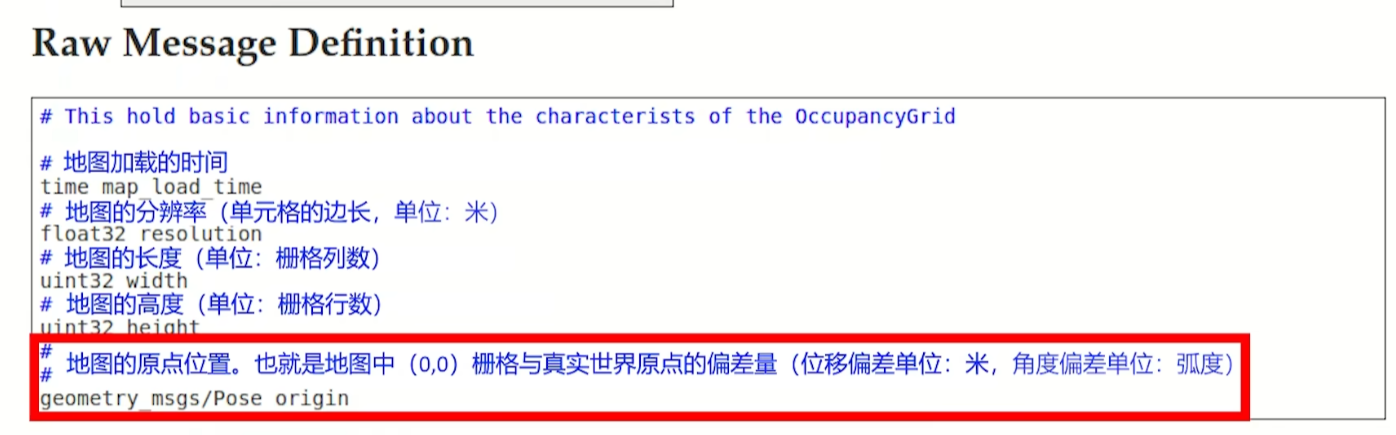 Raw Message Definition
# This hold basic information about the characterists of the OccupancyGrid
# 地图加载的时间
time map_load_time
# 地图的分辨率（单元格的边长，单位：米）
float32 resolution
# 地图的长度（单位：栅格列数）
uint32 width
# 地图的高度（单位：栅格行数）
uint32 height
#
# 地图的原点位置。也就是地图中（0,0）栅格与真实世界原点的偏差量（位移偏差单位：米，角度偏差单位：弧度）
geometry_msgs/Pose origin